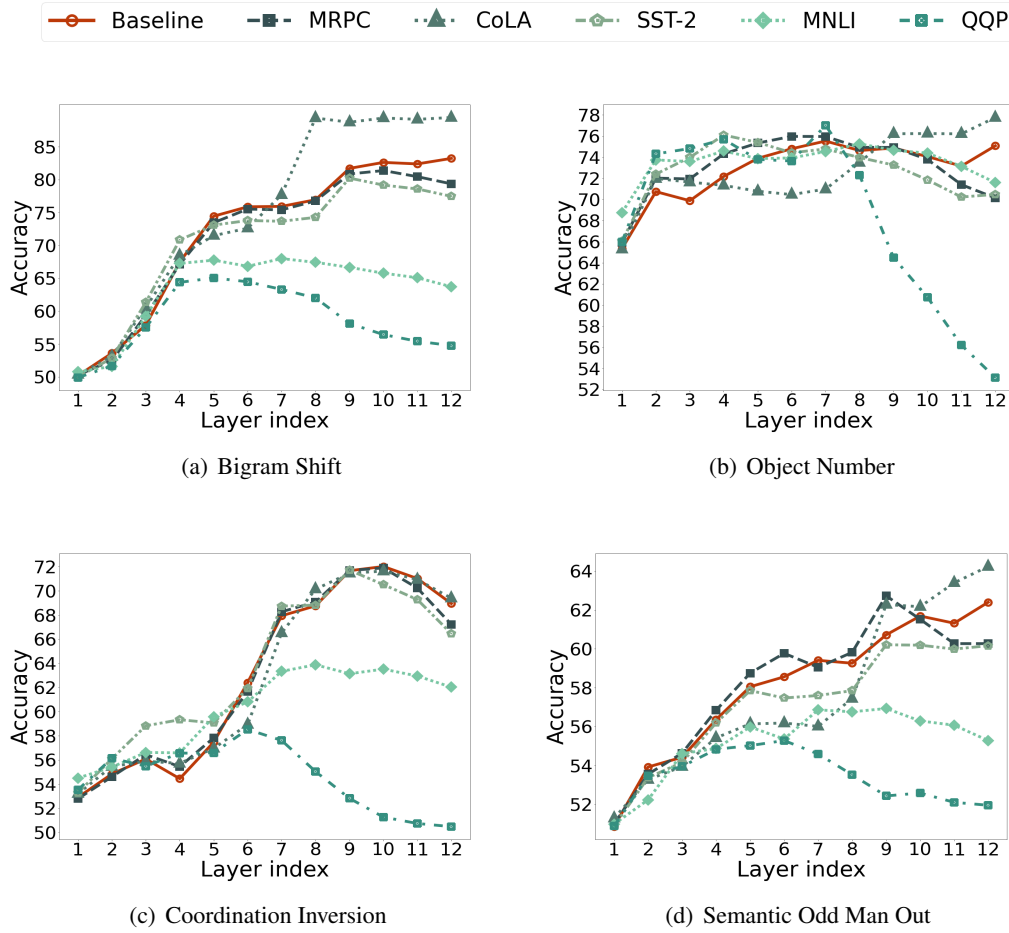 Baseline MRPC CoLA SST-2 MNLI QQP
Accuracy
85
80
75
70
65
60
55
50
1 2 3 4 5 6 7 8 9 10 11 12
Layer index
(a) Bigram Shift
Accuracy
78
76
74
72
70
68
66
64
62
60
58
56
54
52
1 2 3 4 5 6 7 8 9 10 11 12
Layer index
(b) Object Number
Accuracy
72
70
68
66
64
62
60
58
56
54
52
50
1 2 3 4 5 6 7 8 9 10 11 12
Layer index
(c) Coordination Inversion
Accuracy
64
62
60
58
56
54
52
1 2 3 4 5 6 7 8 9 10 11 12
Layer index
(d) Semantic Odd Man Out